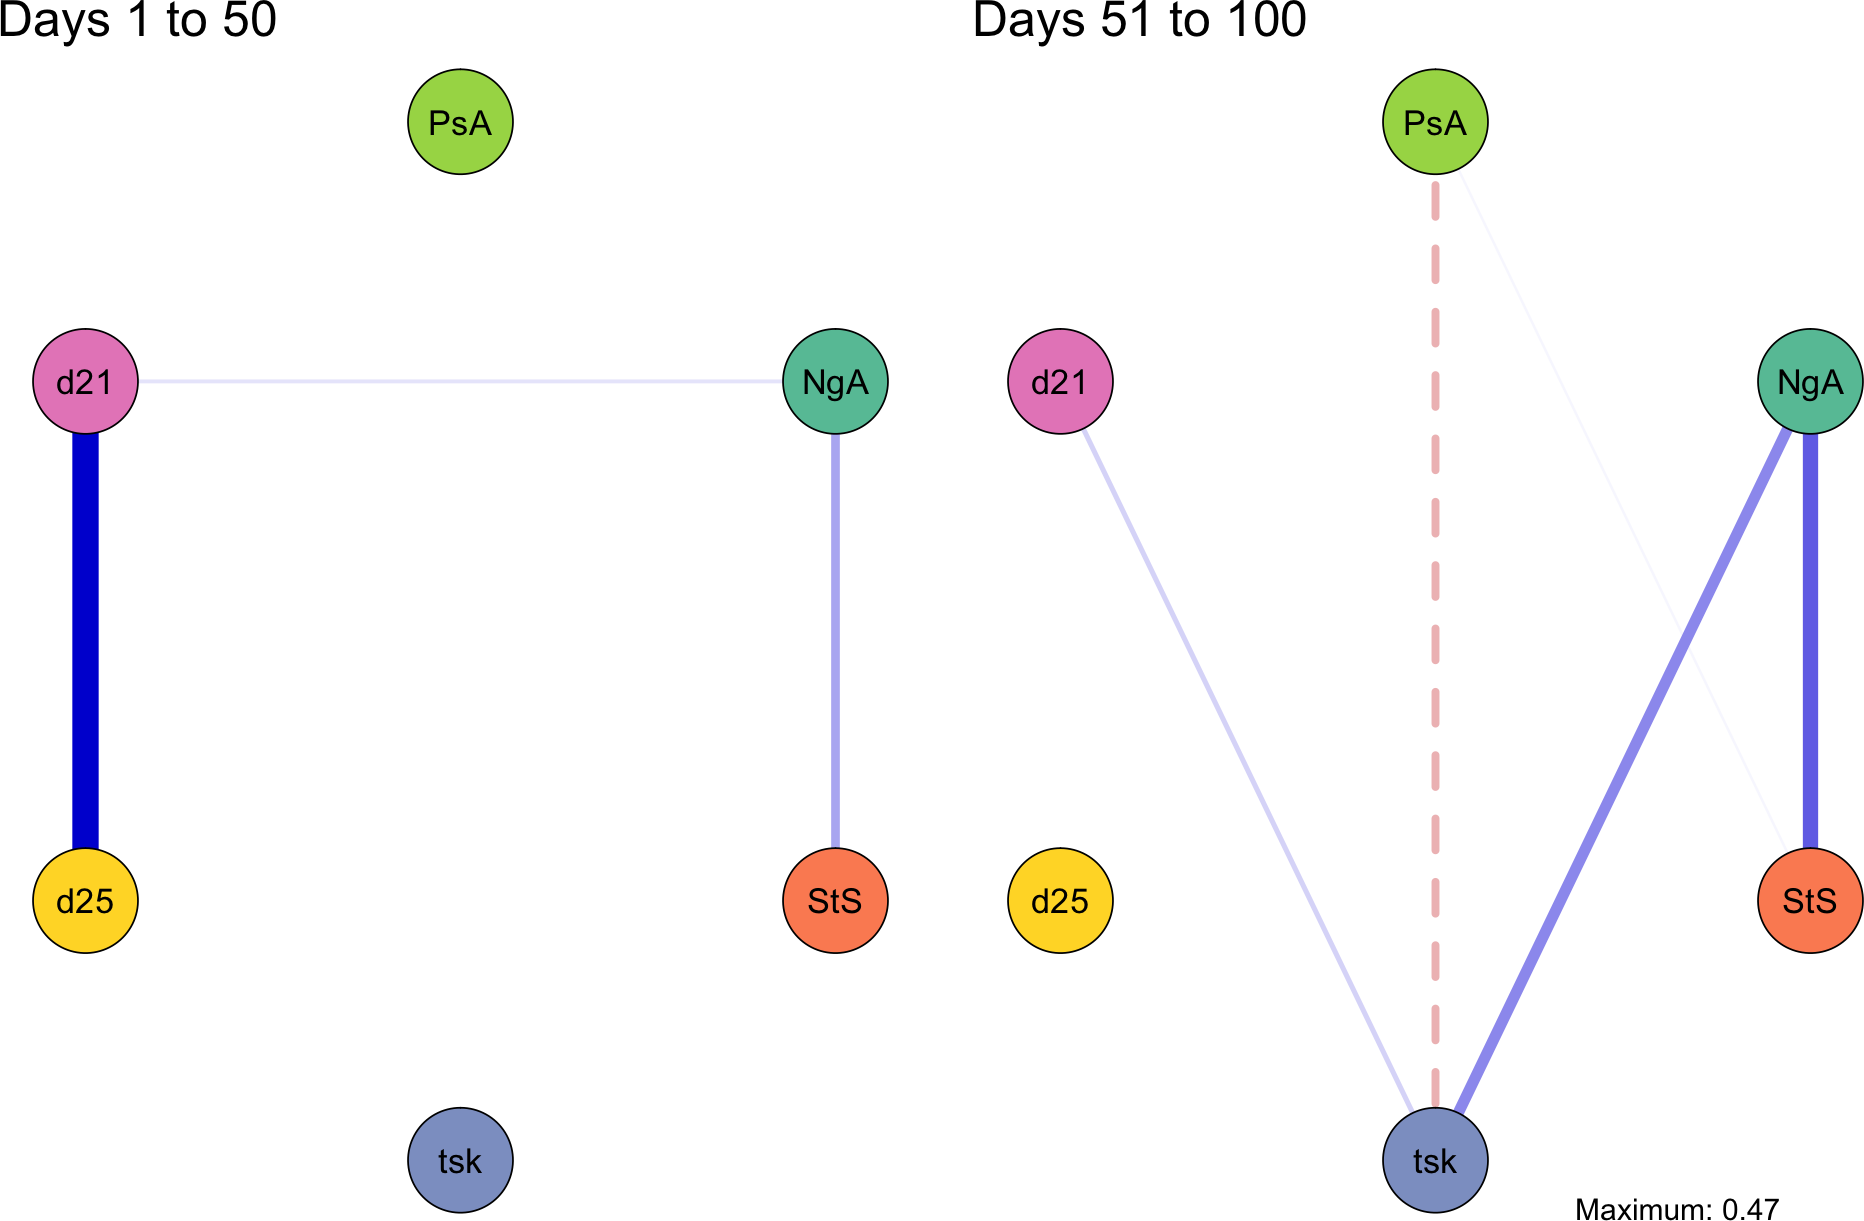 Days 1 to 50
PsA
d21
NgA
d25
StS
tsk
Days 51 to 100
PsA
d21
NgA
d25
StS
tsk
Maximum: 0.47